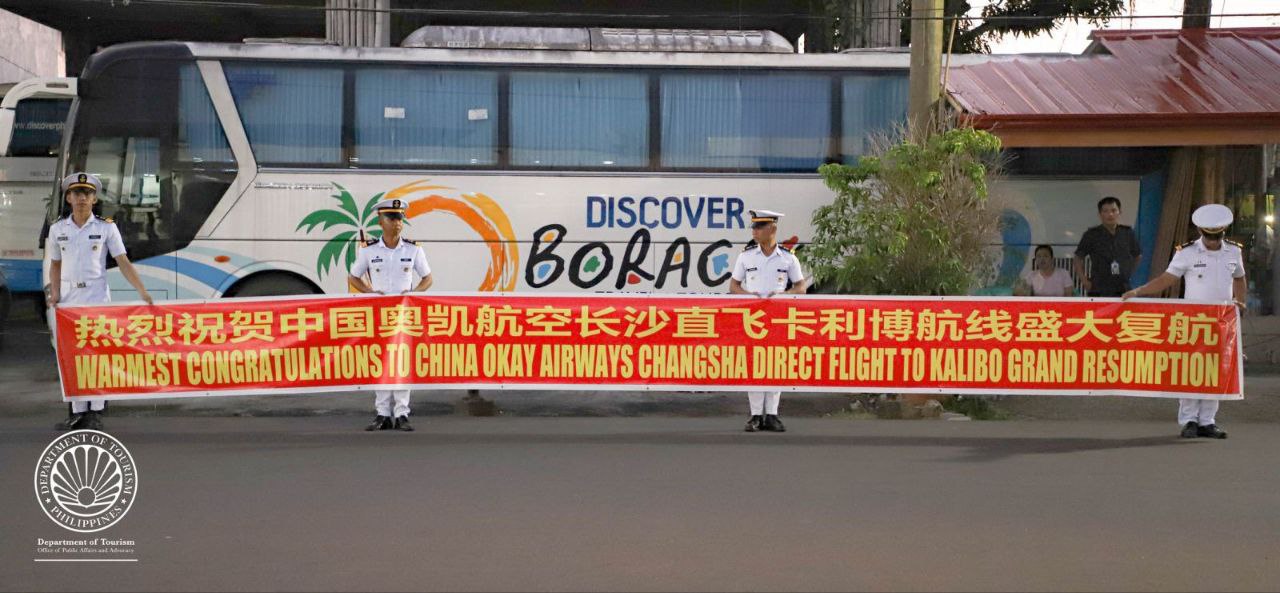 DISCOVER
BORAC
热烈祝贺中国奥凯航空长沙直飞卡利博航线盛大复航
WARMEST CONGRATULATIONS TO CHINA OKAY AIRWAYS CHANGSHA DIRECT FLIGHT TO KALIBO GRAND RESUMPTION
DEPARTMENT OF TOURISM
PHILIPPINES
Department of Tourism
Office of Public Affairs and Advocacy